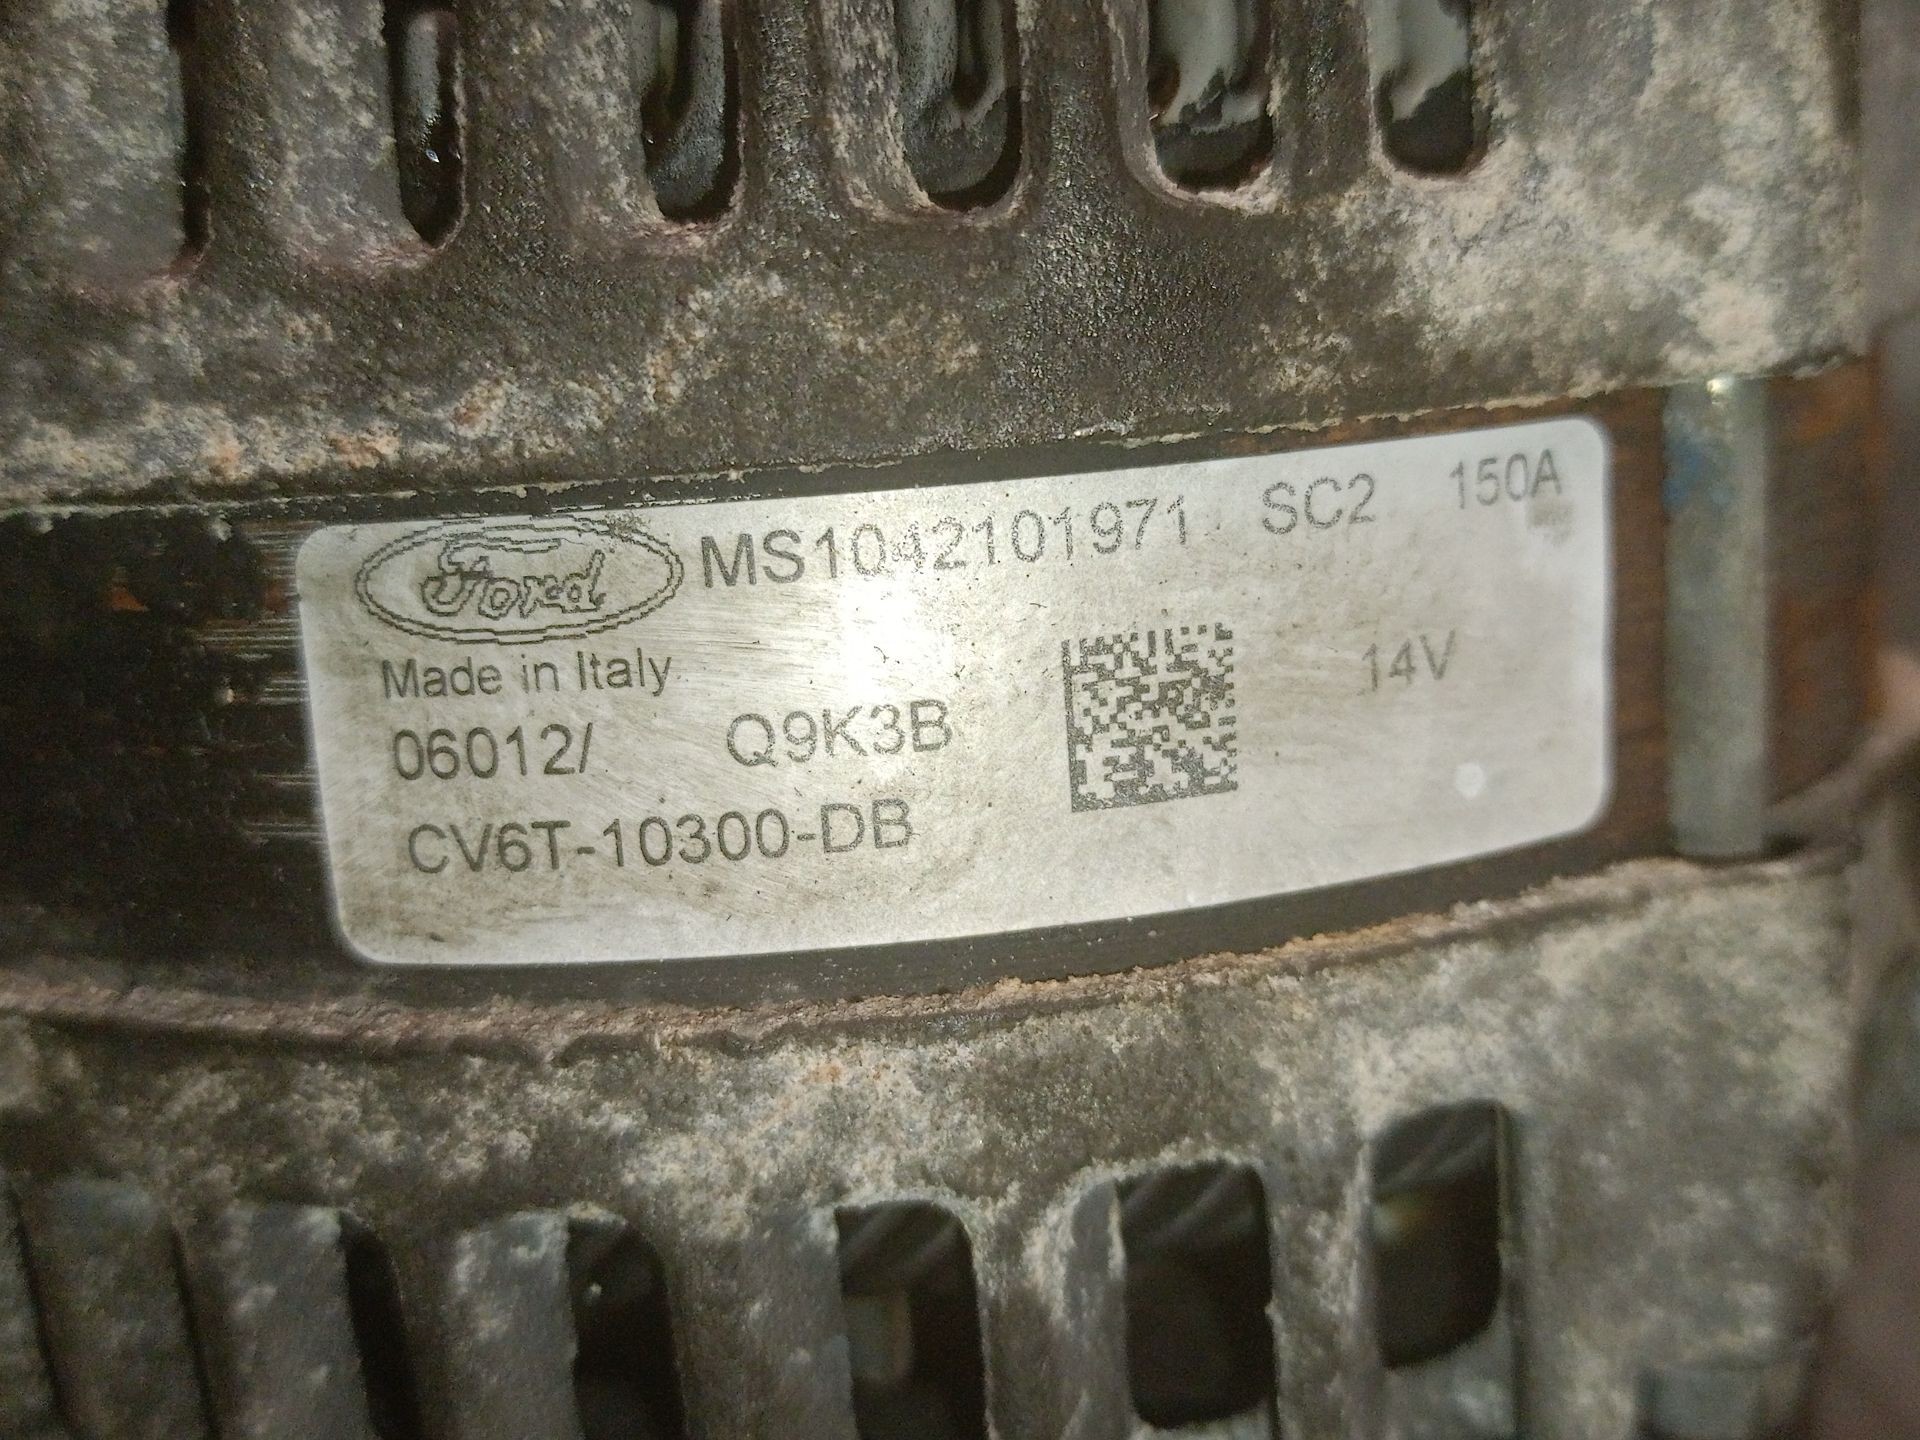 Ford MS1042101971 SC2 150A
Made in Italy
06012/ Q9K3B 14V
CV6T-10300-DB